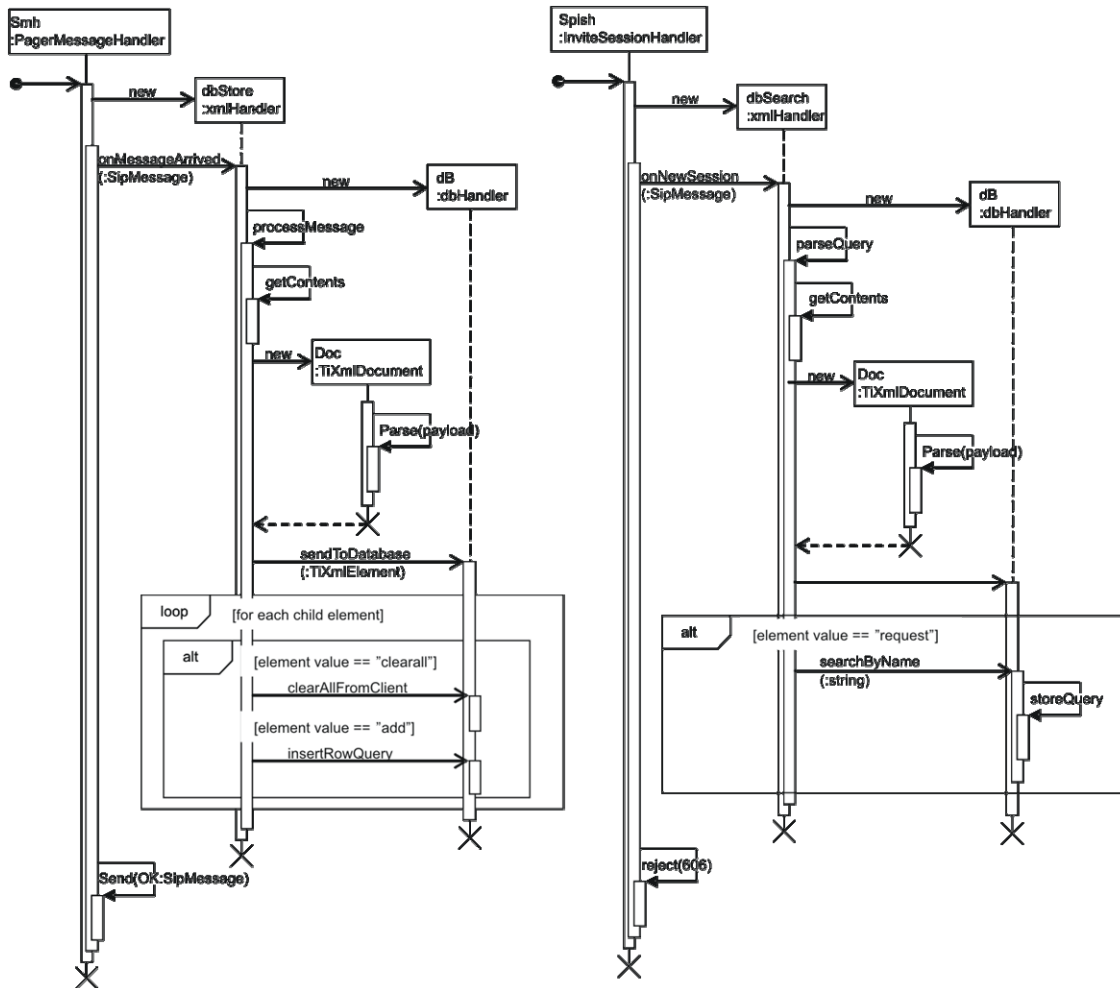 Smh
:PagerMessageHandler
new
dbStore
:xmlHandler
onMessageArrived
(:SipMessage)
new
dB
:dbHandler
processMessage
getContents
new
Doc
:TiXmlDocument
Parse(payload)
sendToDatabase
(:TiXmlElement)
loop
[for each child element]
alt
[element value == "clearall"]
clearAllFromClient
[element value == "add"]
insertRowQuery
Send(OK:SipMessage)
Spish
:InviteSessionHandler
new
dbSearch
:xmlHandler
onNewSession
(:SipMessage)
new
dB
:dbHandler
parseQuery
getContents
new
Doc
:TiXmlDocument
Parse(payload)
alt
[element value == "request"]
searchByName
(:string)
storeQuery
reject(606)